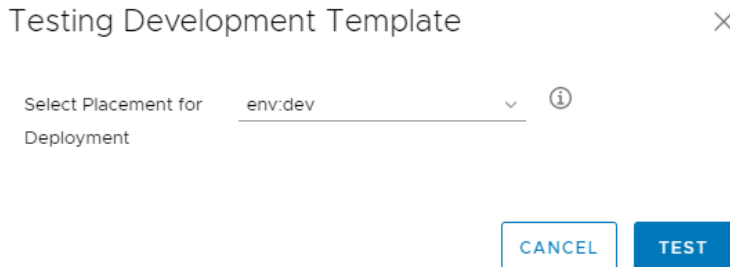 Testing Development Template
Select Placement for env:dev
Deployment
CANCEL TEST